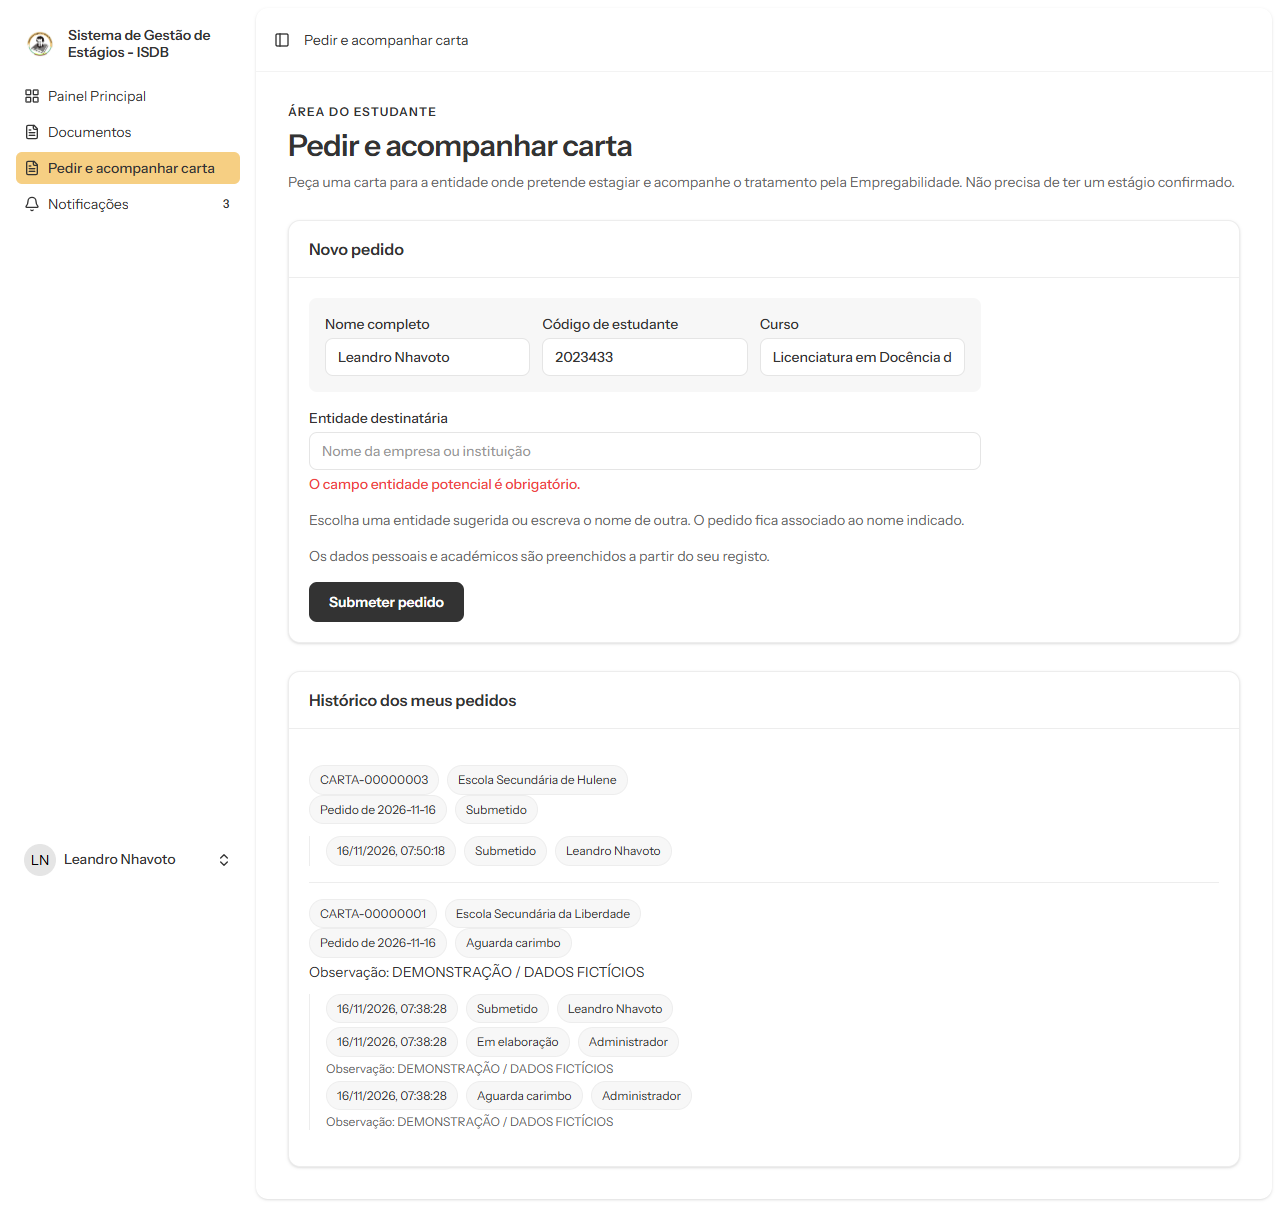 Sistema de Gestão de
Estágios - ISDB
Painel Principal
Documentos
Pedir e acompanhar carta
Notificações 3
LN Leandro Nhavoto
Pedir e acompanhar carta
ÁREA DO ESTUDANTE
Pedir e acompanhar carta
Peça uma carta para a entidade onde pretende estagiar e acompanhe o tratamento pela Empregabilidade. Não precisa de ter um estágio confirmado.
Novo pedido
Nome completo Código de estudante Curso
Leandro Nhavoto 2023433 Licenciatura em Docência d
Entidade destinatária
Nome da empresa ou instituição
O campo entidade potencial é obrigatório.
Escolha uma entidade sugerida ou escreva o nome de outra. O pedido fica associado ao nome indicado.
Os dados pessoais e académicos são preenchidos a partir do seu registo.
Submeter pedido
Histórico dos meus pedidos
CARTA-00000003 Escola Secundária de Hulene
Pedido de 2026-11-16 Submetido
16/11/2026, 07:50:18 Submetido Leandro Nhavoto
CARTA-00000001 Escola Secundária da Liberdade
Pedido de 2026-11-16 Aguarda carimbo
Observação: DEMONSTRAÇÃO / DADOS FICTÍCIOS
16/11/2026, 07:38:28 Submetido Leandro Nhavoto
16/11/2026, 07:38:28 Em elaboração Administrador
Observação: DEMONSTRAÇÃO / DADOS FICTÍCIOS
16/11/2026, 07:38:28 Aguarda carimbo Administrador
Observação: DEMONSTRAÇÃO / DADOS FICTÍCIOS